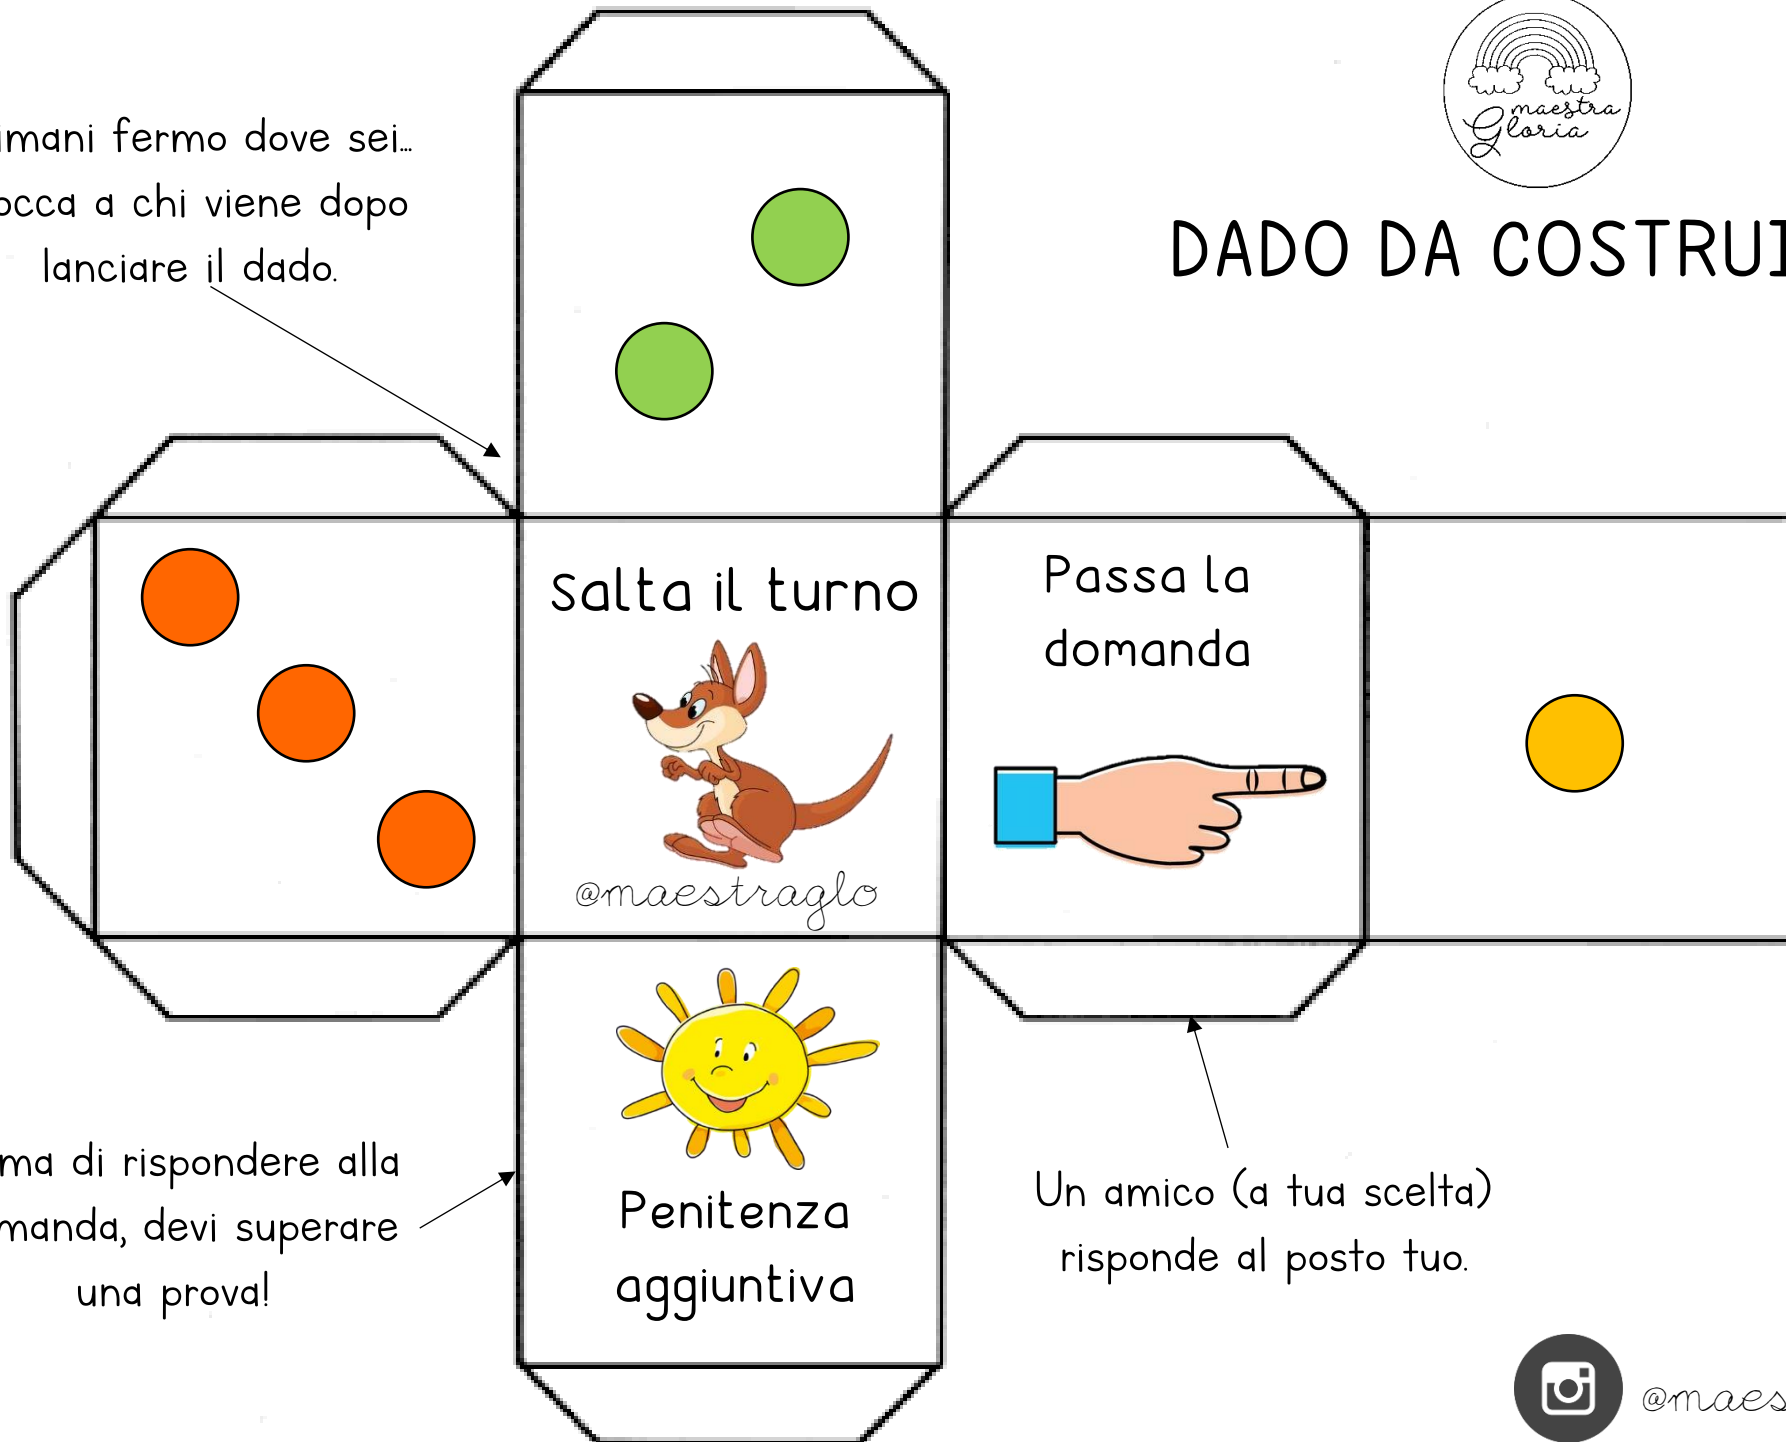 imani fermo dove sei...
occa a chi viene dopo
lanciare il dado.
maestra
Gloria
DADO DA COSTRUI
Salta il turno
@maestraglo
Passa la
domanda
Penitenza
aggiuntiva
ma di rispondere alla
manda, devi superare
una prova!
Un amico (a tua scelta)
risponde al posto tuo.
@maes